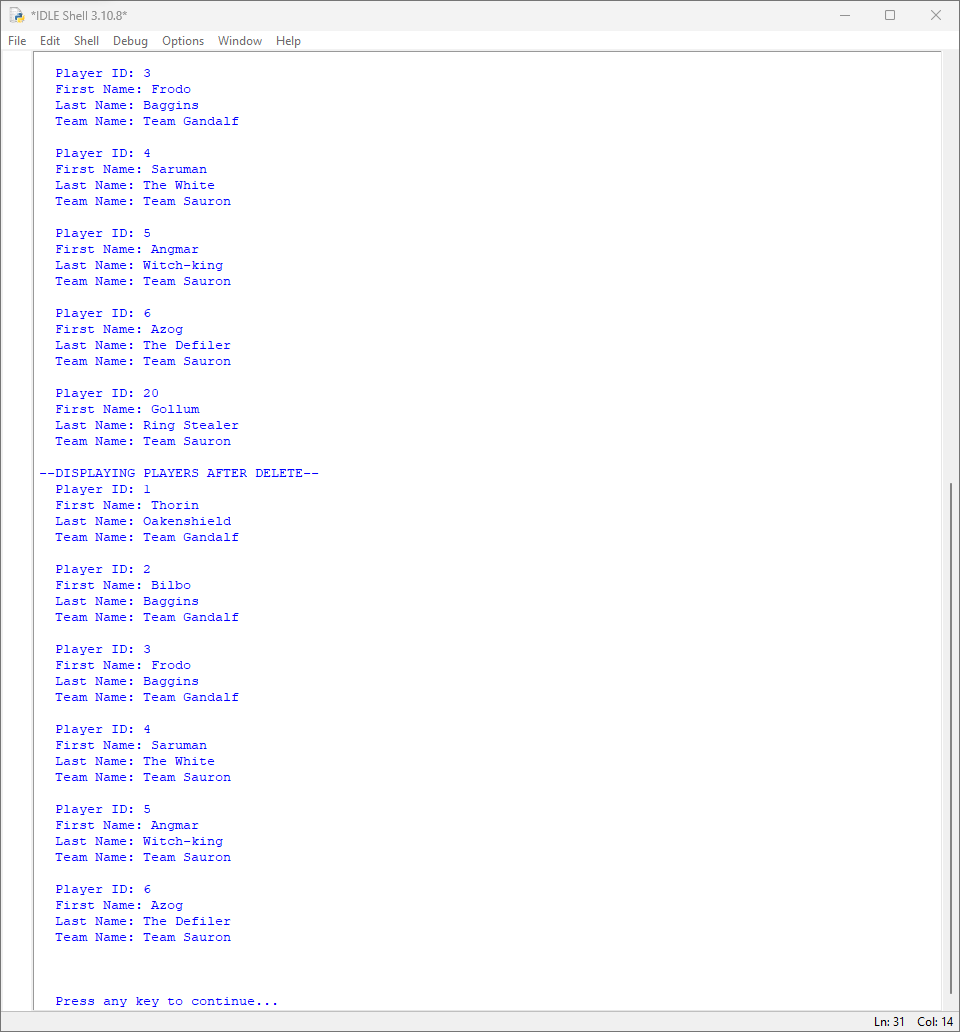 *IDLE Shell 3.10.8*
File Edit Shell Debug Options Window Help
Player ID: 3
First Name: Frodo
Last Name: Baggins
Team Name: Team Gandalf
Player ID: 4
First Name: Saruman
Last Name: The White
Team Name: Team Sauron
Player ID: 5
First Name: Angmar
Last Name: Witch-king
Team Name: Team Sauron
Player ID: 6
First Name: Azog
Last Name: The Defiler
Team Name: Team Sauron
Player ID: 20
First Name: Gollum
Last Name: Ring Stealer
Team Name: Team Sauron
--DISPLAYING PLAYERS AFTER DELETE--
Player ID: 1
First Name: Thorin
Last Name: Oakenshield
Team Name: Team Gandalf
Player ID: 2
First Name: Bilbo
Last Name: Baggins
Team Name: Team Gandalf
Player ID: 3
First Name: Frodo
Last Name: Baggins
Team Name: Team Gandalf
Player ID: 4
First Name: Saruman
Last Name: The White
Team Name: Team Sauron
Player ID: 5
First Name: Angmar
Last Name: Witch-king
Team Name: Team Sauron
Player ID: 6
First Name: Azog
Last Name: The Defiler
Team Name: Team Sauron
Press any key to continue...
Ln: 31 Col: 14